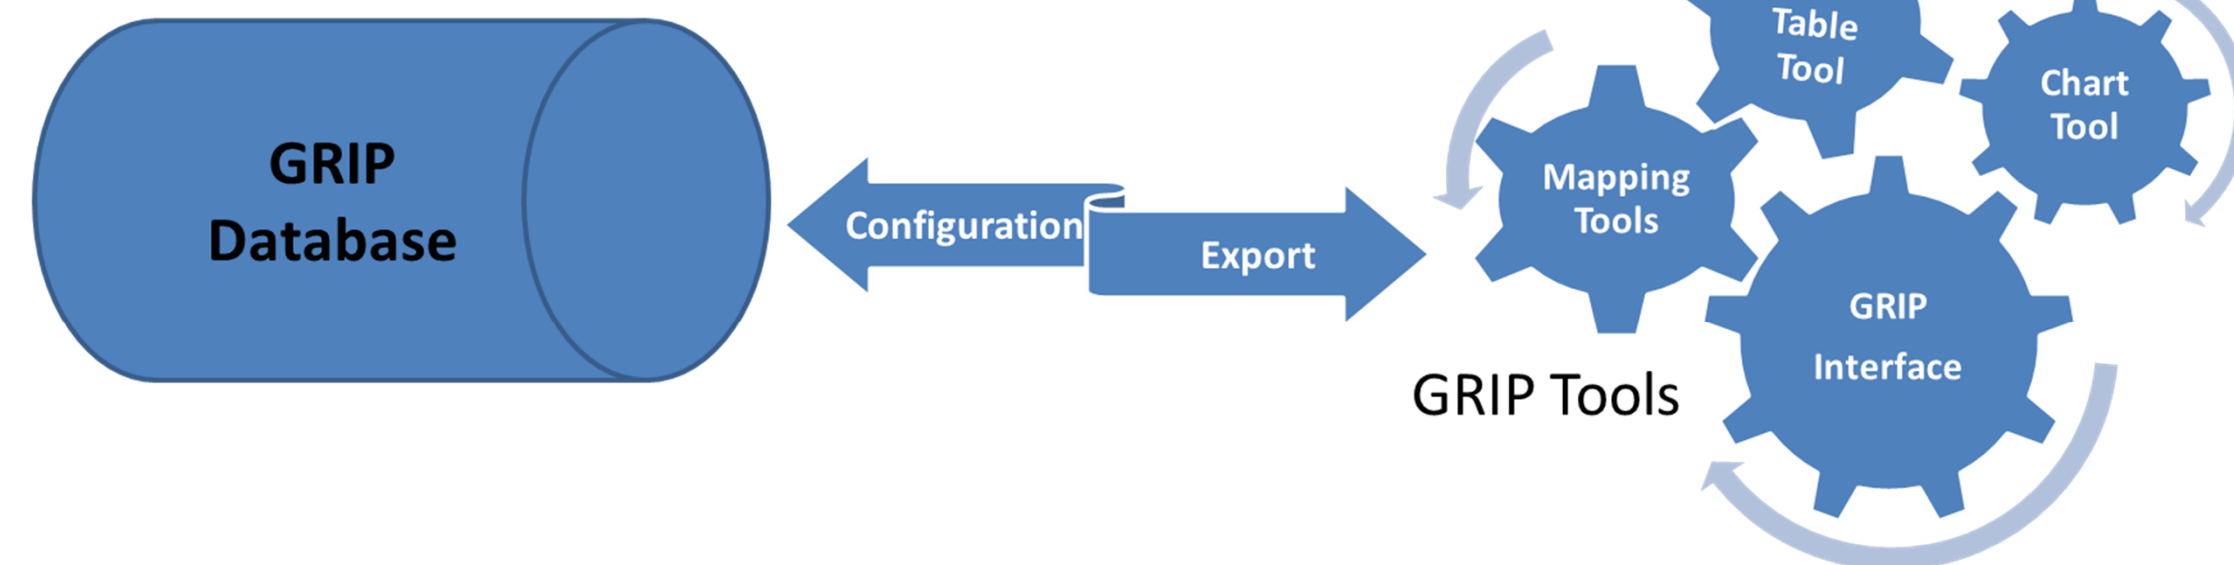 GRIP
Database
Configuration
Export
Table
Tool
Chart
Tool
Mapping
Tools
GRIP
Interface
GRIP Tools